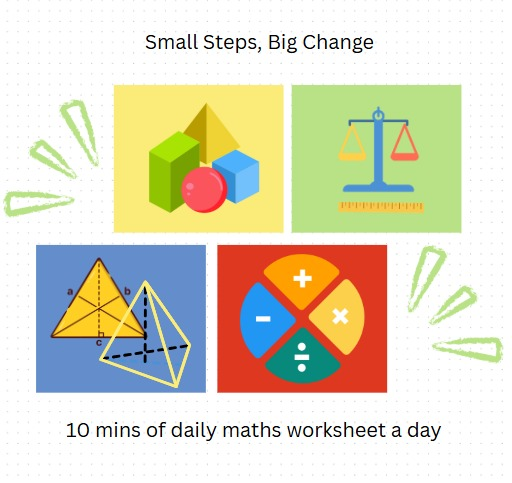 Small Steps, Big Change
a
b
c
+
-
×
÷
10 mins of daily maths worksheet a day